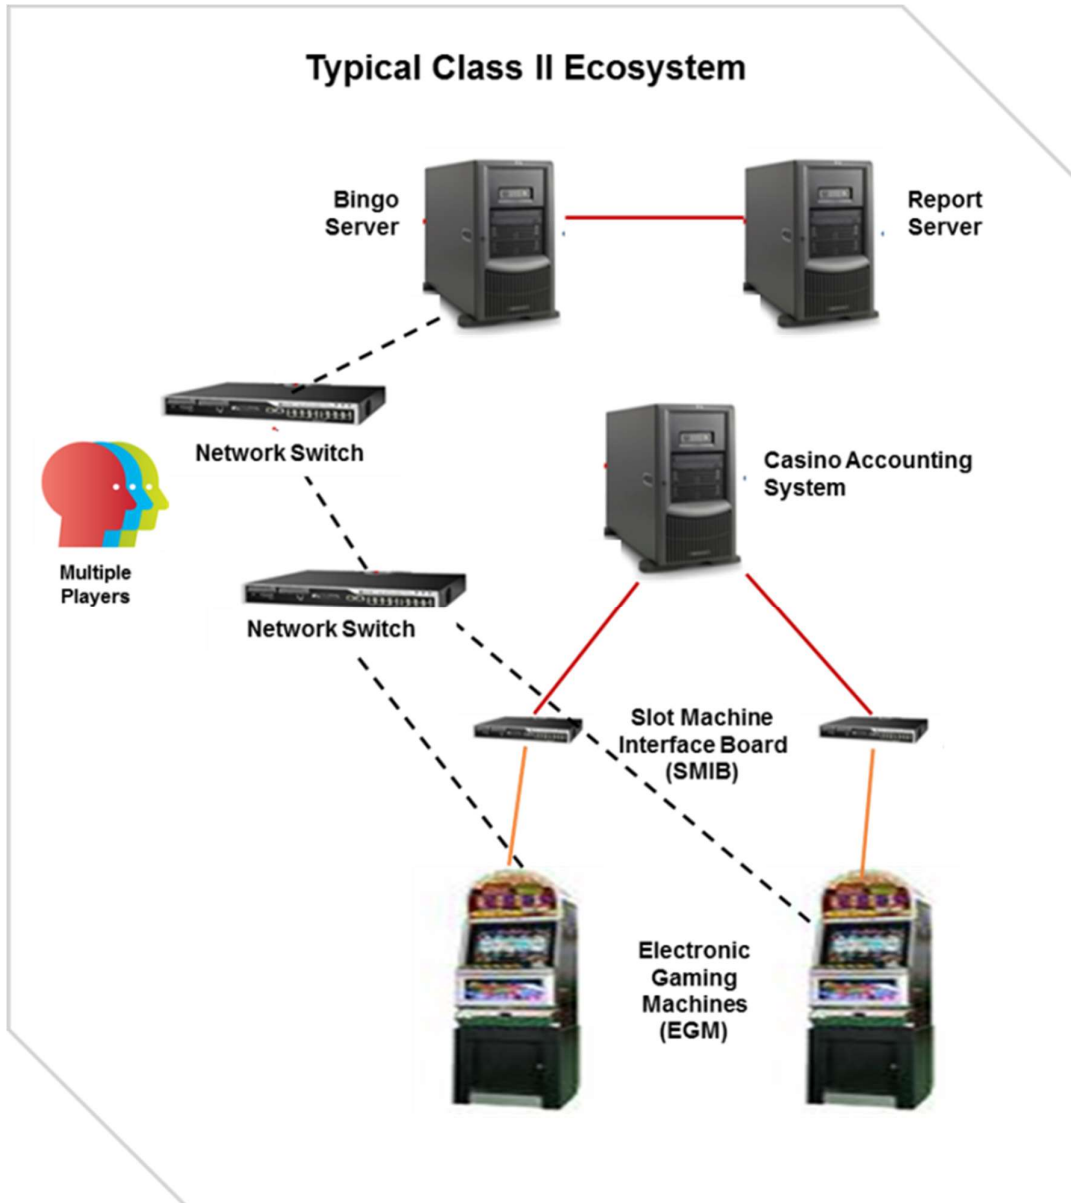 Typical Class II Ecosystem
Bingo
Server
Report
Server
Network Switch
Casino Accounting
System
Multiple
Players
Network Switch
Slot Machine
Interface Board
(SMIB)
Electronic
Gaming
Machines
(EGM)